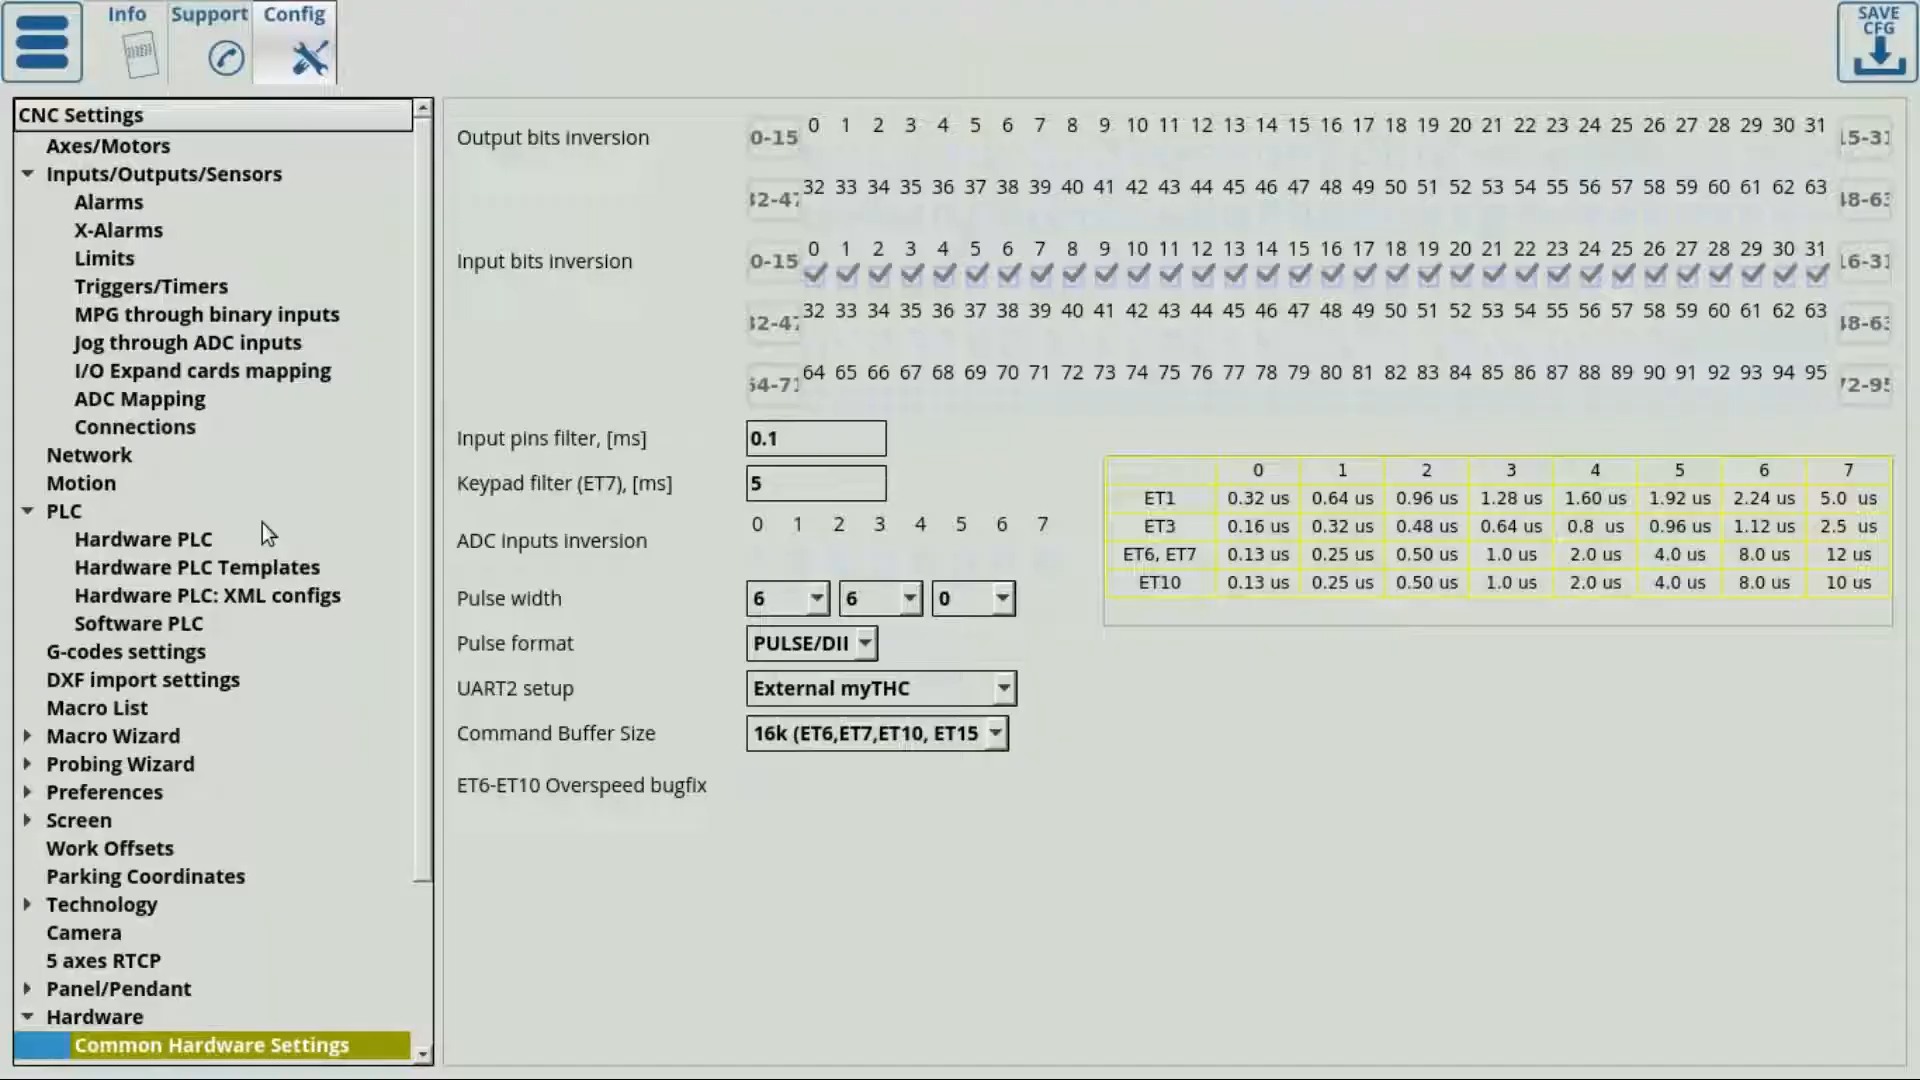 Info Support Config
SAVE
CFG
CNC Settings
Axes/Motors
Inputs/Outputs/Sensors
Alarms
X-Alarms
Limits
Triggers/Timers
MPG through binary inputs
Jog through ADC inputs
I/O Expand cards mapping
ADC Mapping
Connections
Network
Motion
PLC
Hardware PLC
Hardware PLC Templates
Hardware PLC: XML configs
Software PLC
G-codes settings
DXF import settings
Macro List
Macro Wizard
Probing Wizard
Preferences
Screen
Work Offsets
Parking Coordinates
Technology
Camera
5 axes RTCP
Panel/Pendant
Hardware
Common Hardware Settings
Output bits inversion 0-15 0 1 2 3 4 5 6 7 8 9 10 11 12 13 14 15 16 17 18 19 20 21 22 23 24 25 26 27 28 29 30 31 15-31
32-47 32 33 34 35 36 37 38 39 40 41 42 43 44 45 46 47 48 49 50 51 52 53 54 55 56 57 58 59 60 61 62 63 48-63
Input bits inversion 0-15 0 1 2 3 4 5 6 7 8 9 10 11 12 13 14 15 16 17 18 19 20 21 22 23 24 25 26 27 28 29 30 31 16-31
32-47 32 33 34 35 36 37 38 39 40 41 42 43 44 45 46 47 48 49 50 51 52 53 54 55 56 57 58 59 60 61 62 63 48-63
64-71 64 65 66 67 68 69 70 71 72 73 74 75 76 77 78 79 80 81 82 83 84 85 86 87 88 89 90 91 92 93 94 95 72-95
Input pins filter, [ms] 0.1
Keypad filter (ET7), [ms] 5
ADC inputs inversion 0 1 2 3 4 5 6 7
Pulse width 6 6 0
Pulse format PULSE/DII
UART2 setup External myTHC
Command Buffer Size 16k (ET6,ET7,ET10, ET15
ET6-ET10 Overspeed bugfix
0 1 2 3 4 5 6 7
ET1 0.32 us 0.64 us 0.96 us 1.28 us 1.60 us 1.92 us 2.24 us 5.0 us
ET3 0.16 us 0.32 us 0.48 us 0.64 us 0.8 us 0.96 us 1.12 us 2.5 us
ET6, ET7 0.13 us 0.25 us 0.50 us 1.0 us 2.0 us 4.0 us 8.0 us 12 us
ET10 0.13 us 0.25 us 0.50 us 1.0 us 2.0 us 4.0 us 8.0 us 10 us